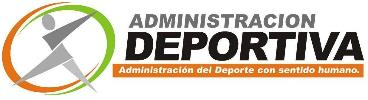 ADMINISTRACION
DEPORTIVA
Administración del Deporte con sentido humano.